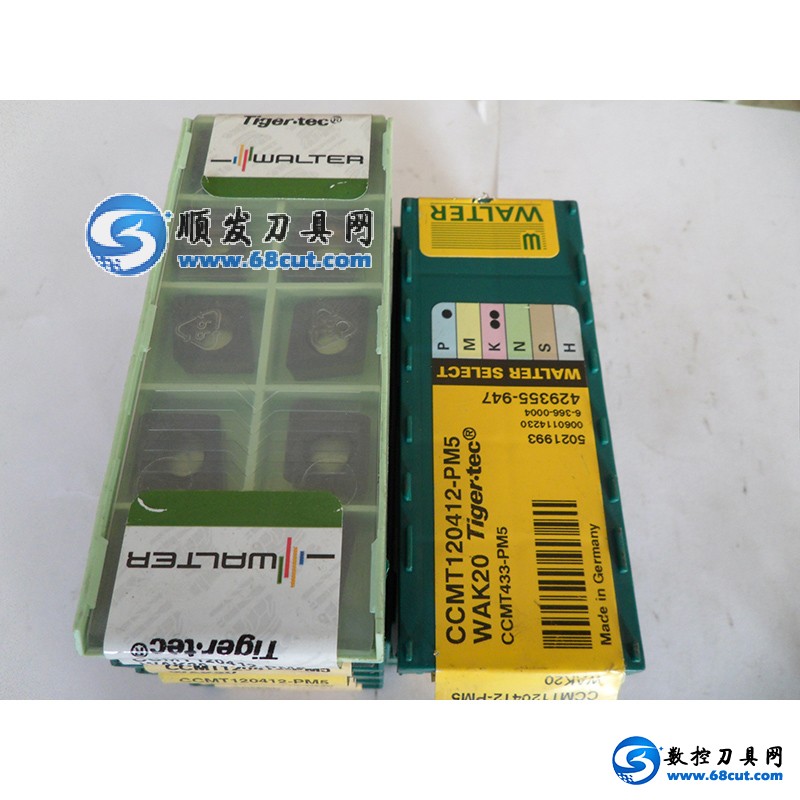 Tiger·tec®
WALTER
顺发刀具网
www.68cut.com
WALTER
Tiger·tec®
CCMT120412-PM5
WALTER
P M K N S H
WALTER SELECT
429355-947
6-366-0004
0060114230
5021993
CCMT120412-PM5
WAK20 Tiger·tec®
CCMT433-PM5
Made in Germany
CCMT120412-PM5
WAK20
数控刀具网
www.68cut.com